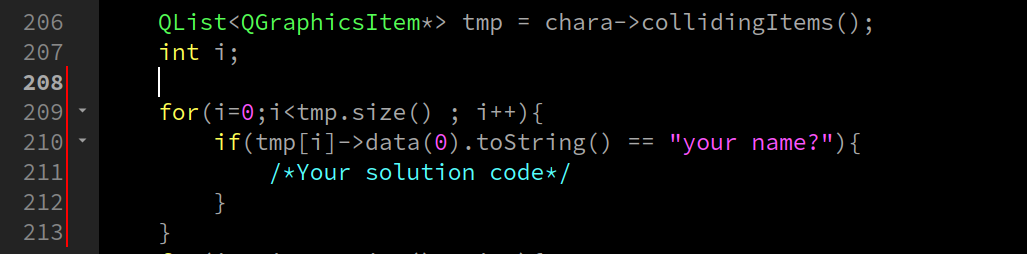 206 QList<QGraphicsItem*> tmp = chara->collidingItems();
207 int i;
208
209 for(i=0;i<tmp.size() ; i++){
210 if(tmp[i]->data(0).toString() == "your name?"){
211 /*Your solution code*/
212 }
213 }